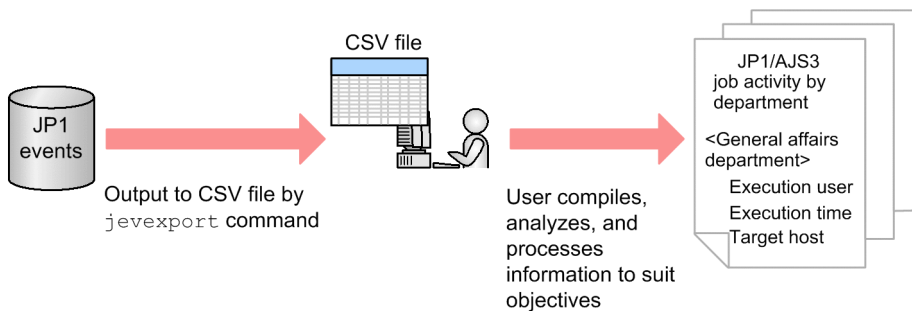 JP1
events
Output to CSV file by
jevexport command
CSV file
User compiles,
analyzes, and
processes
information to suit
objectives
JP1/AJS3
job activity by
department
<General affairs
department>
Execution user
Execution time
Target host